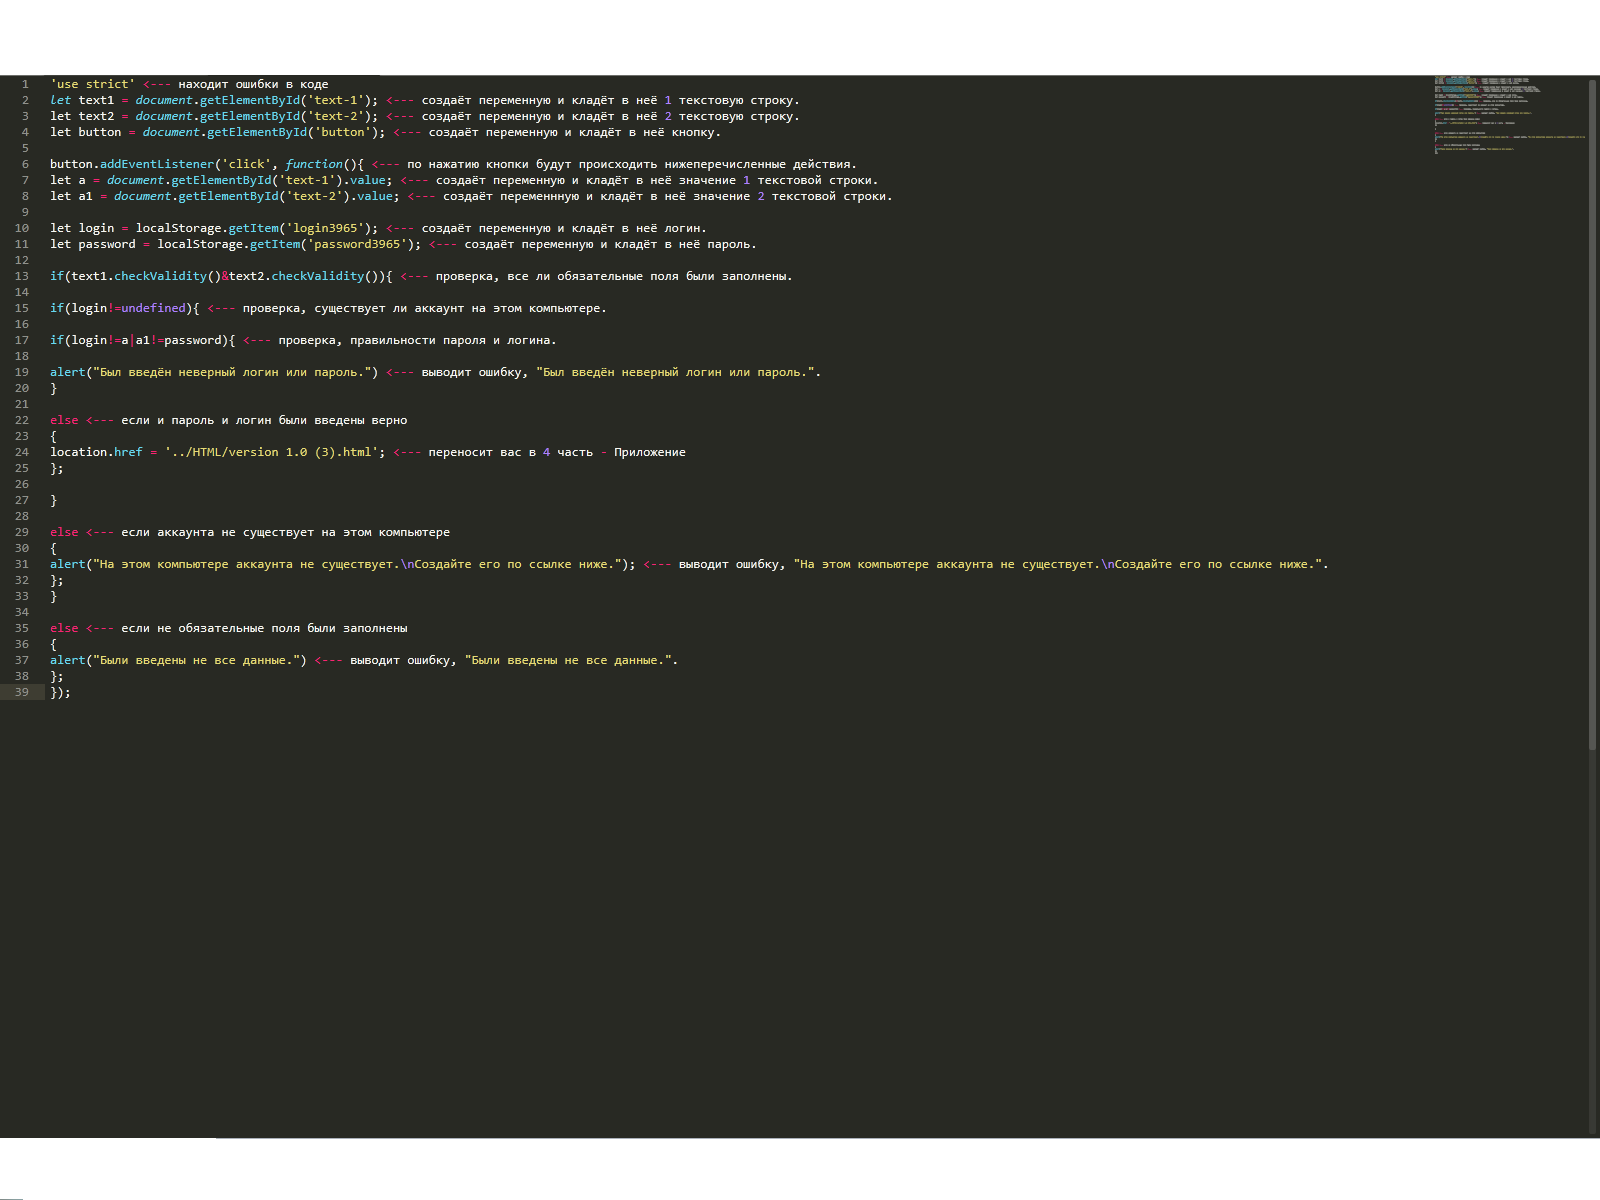 1 'use strict' <--- находит ошибки в коде
2 let text1 = document.getElementById('text-1'); <--- создаёт переменную и кладёт в неё 1 текстовую строку.
3 let text2 = document.getElementById('text-2'); <--- создаёт переменную и кладёт в неё 2 текстовую строку.
4 let button = document.getElementById('button'); <--- создаёт переменную и кладёт в неё кнопку.
5
6 button.addEventListener('click', function(){ <--- по нажатию кнопки будут происходить нижеперечисленные действия.
7 let a = document.getElementById('text-1').value; <--- создаёт переменную и кладёт в неё значение 1 текстовой строки.
8 let a1 = document.getElementById('text-2').value; <--- создаёт переменнную и кладёт в неё значение 2 текстовой строки.
9
10 let login = localStorage.getItem('login3965'); <--- создаёт переменную и кладёт в неё логин.
11 let password = localStorage.getItem('password3965'); <--- создаёт переменную и кладёт в неё пароль.
12
13 if(text1.checkValidity()&text2.checkValidity()){ <--- проверка, все ли обязательные поля были заполнены.
14
15 if(login!=undefined){ <--- проверка, существует ли аккаунт на этом компьютере.
16
17 if(login!=a|a1!=password){ <--- проверка, правильности пароля и логина.
18
19 alert("Был введён неверный логин или пароль.") <--- выводит ошибку, "Был введён неверный логин или пароль.".
20 }
21
22 else <--- если и пароль и логин были введены верно
23 {
24 location.href = '../HTML/version 1.0 (3).html'; <--- переносит вас в 4 часть - Приложение
25 };
26
27 }
28
29 else <--- если аккаунта не существует на этом компьютере
30 {
31 alert("На этом компьютере аккаунта не существует.\nСоздайте его по ссылке ниже."); <--- выводит ошибку, "На этом компьютере аккаунта не существует.\nСоздайте его по ссылке ниже.".
32 };
33 }
34
35 else <--- если не обязательные поля были заполнены
36 {
37 alert("Были введены не все данные.") <--- выводит ошибку, "Были введены не все данные.".
38 };
39 });